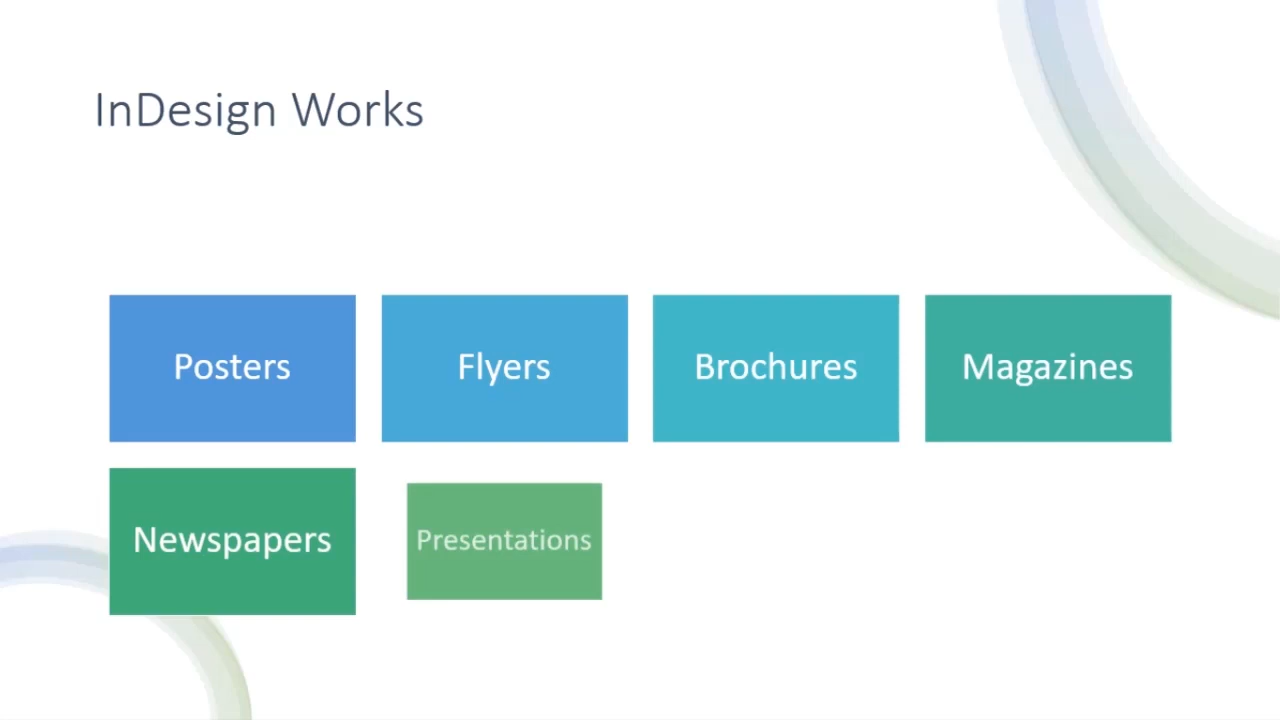 InDesign Works
Posters
Flyers
Brochures
Magazines
Newspapers
Presentations